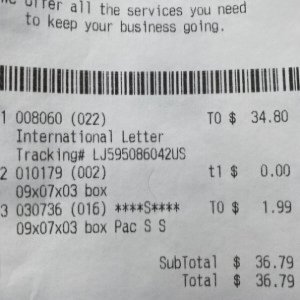 offer all the services you need
to keep your business going.
1 008060 (022) T0 $ 34.80
International Letter
Tracking# LJ595086042US
2 010179 (002) t1 $ 0.00
09x07x03 box
3 030736 (016) ****S**** T0 $ 1.99
09x07x03 box Pac S S
SubTotal $ 36.79
Total $ 36.79